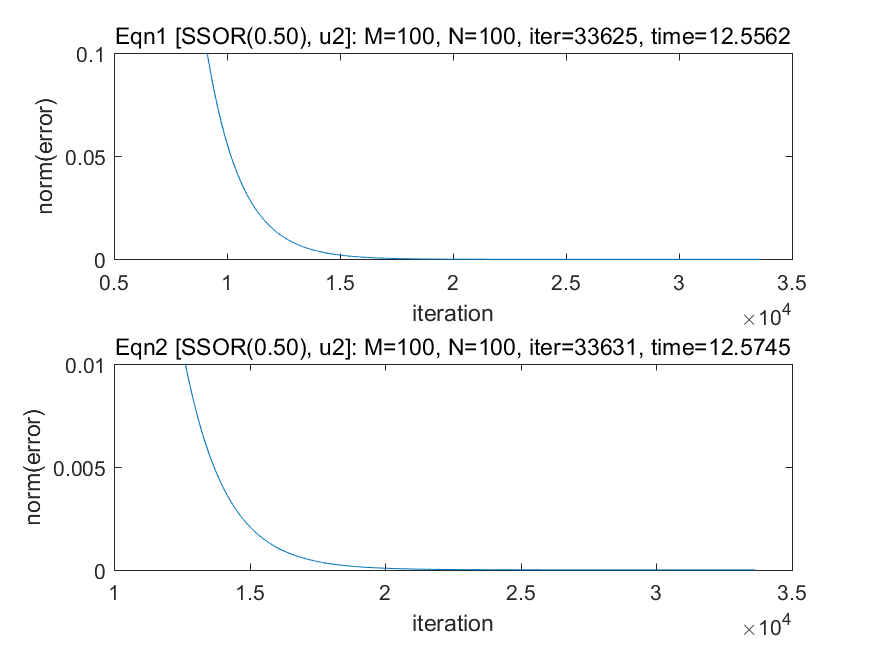 Eqn1 [SSOR(0.50), u2]: M=100, N=100, iter=33625, time=12.5562
0.1
0.05
0
norm(error)
0.5 1 1.5 2 2.5 3 3.5
iteration
×10^4
Eqn2 [SSOR(0.50), u2]: M=100, N=100, iter=33631, time=12.5745
0.01
0.005
0
norm(error)
1 1.5 2 2.5 3 3.5
iteration
×10^4